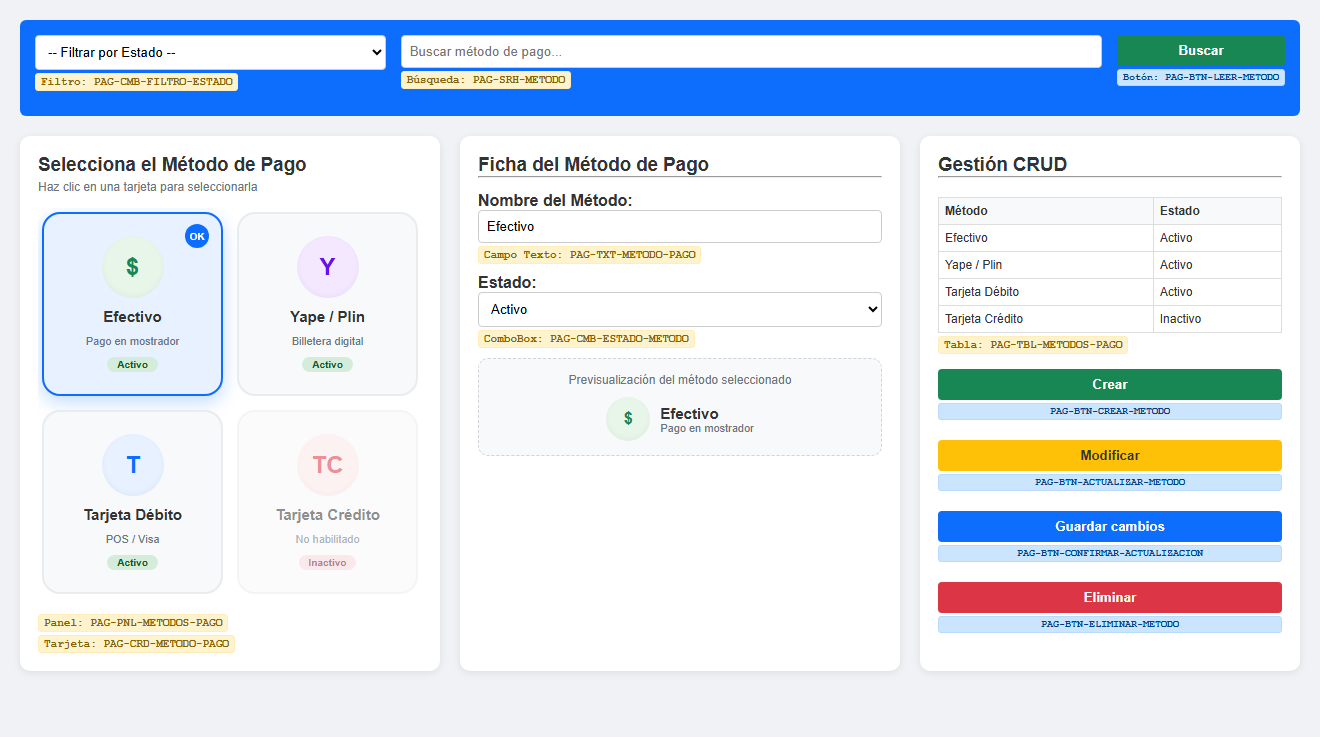 -- Filtrar por Estado --
Filtro: PAG-CMB-FILTRO-ESTADO
Buscar método de pago...
Búsqueda: PAG-SRH-METODO
Buscar
Botón: PAG-BTN-LEER-METODO
Selecciona el Método de Pago
Haz clic en una tarjeta para seleccionarla
OK
$
Efectivo
Pago en mostrador
Activo
Y
Yape / Plin
Billetera digital
Activo
T
Tarjeta Débito
POS / Visa
Activo
TC
Tarjeta Crédito
No habilitado
Inactivo
Panel: PAG-PNL-METODOS-PAGO
Tarjeta: PAG-CRD-METODO-PAGO
Ficha del Método de Pago
Nombre del Método:
Efectivo
Campo Texto: PAG-TXT-METODO-PAGO
Estado:
Activo
ComboBox: PAG-CMB-ESTADO-METODO
Previsualización del método seleccionado
$
Efectivo
Pago en mostrador
Gestión CRUD
Método Estado
Efectivo Activo
Yape / Plin Activo
Tarjeta Débito Activo
Tarjeta Crédito Inactivo
Tabla: PAG-TBL-METODOS-PAGO
Crear
PAG-BTN-CREAR-METODO
Modificar
PAG-BTN-ACTUALIZAR-METODO
Guardar cambios
PAG-BTN-CONFIRMAR-ACTUALIZACION
Eliminar
PAG-BTN-ELIMINAR-METODO